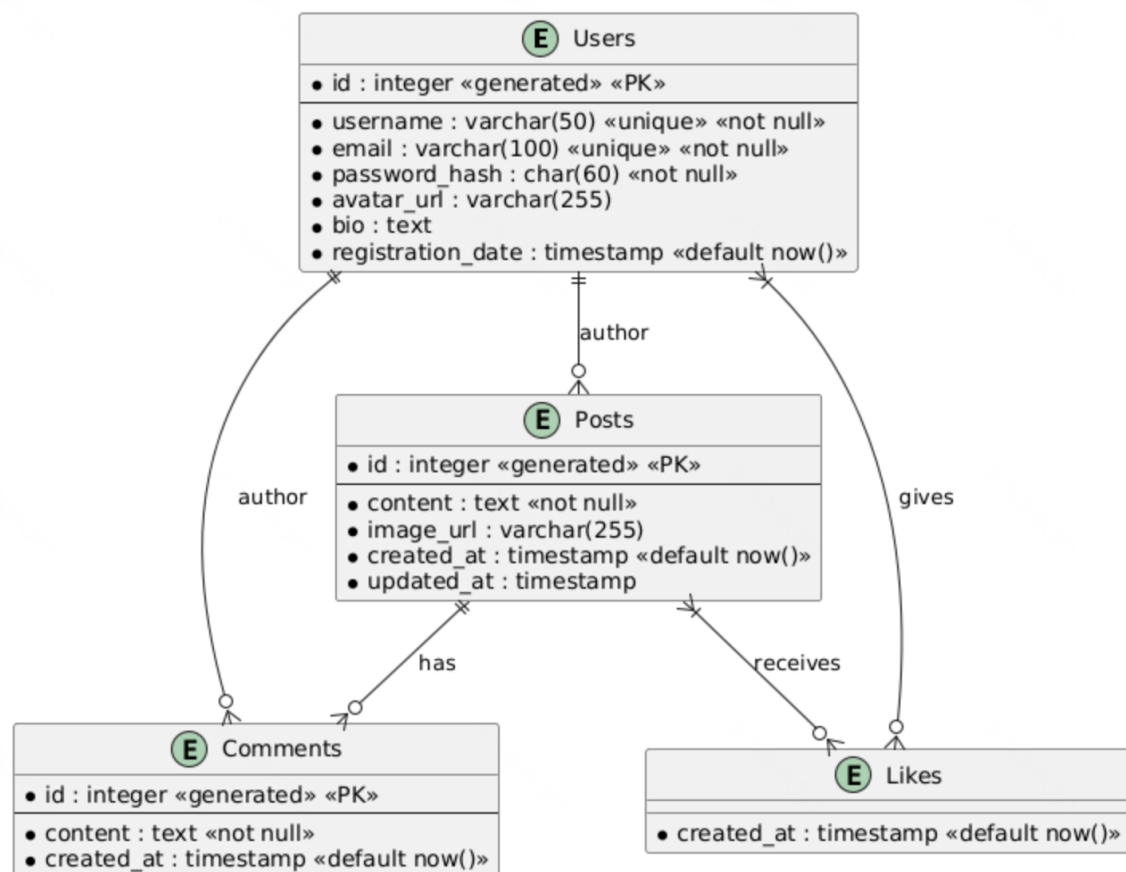 E Users
id : integer «generated» «PK»
username : varchar(50) «unique» «not null»
email : varchar(100) «unique» «not null»
password_hash : char(60) «not null»
avatar_url : varchar(255)
bio : text
registration_date : timestamp «default now()»
author
E Posts
id : integer «generated» «PK»
content : text «not null»
image_url : varchar(255)
created_at : timestamp «default now()»
updated_at : timestamp
author
gives
has
receives
E Comments
id : integer «generated» «PK»
content : text «not null»
created_at : timestamp «default now()»
E Likes
created_at : timestamp «default now()»